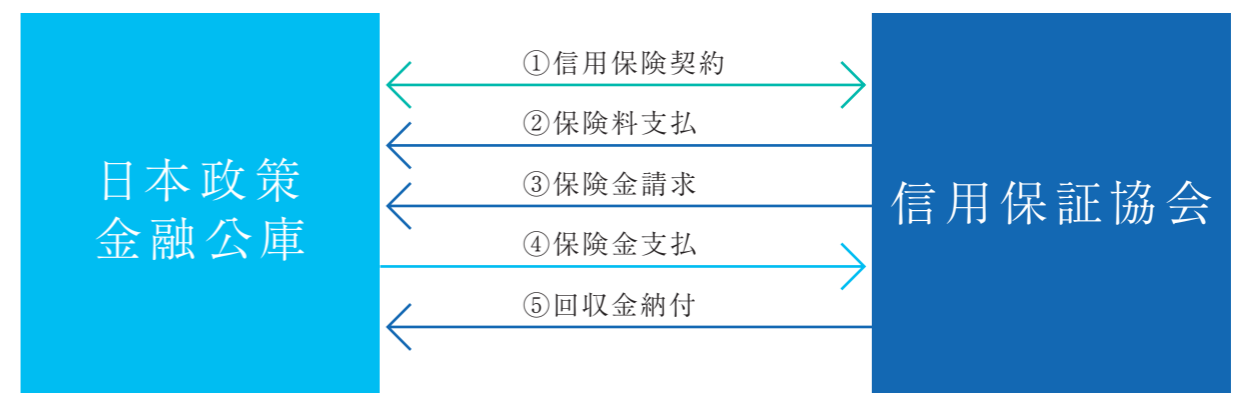 日本政策
金融公庫
①信用保険契約
②保険料支払
③保険金請求
④保険金支払
⑤回収金納付
信用保証協会